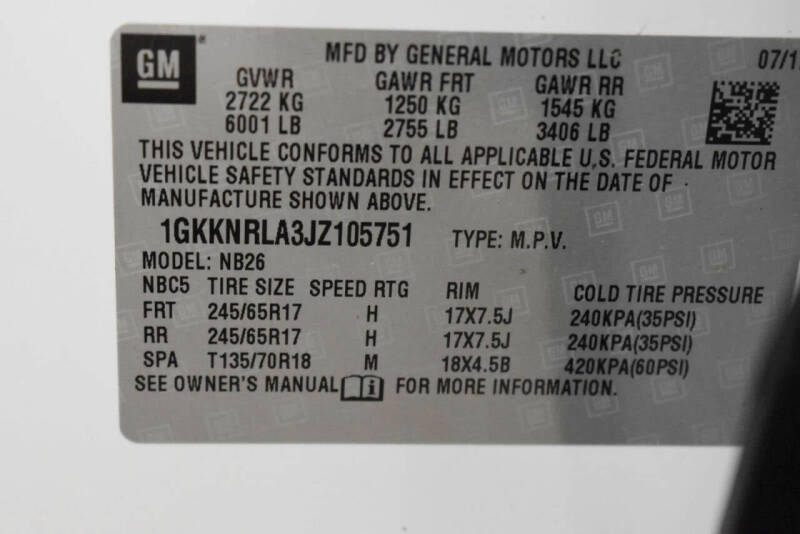 GM MFD BY GENERAL MOTORS LLC 07/1
GVWR GAWR FRT GAWR RR
2722 KG 1250 KG 1545 KG
6001 LB 2755 LB 3406 LB
THIS VEHICLE CONFORMS TO ALL APPLICABLE U.S. FEDERAL MOTOR
VEHICLE SAFETY STANDARDS IN EFFECT ON THE DATE OF
MANUFACTURE SHOWN ABOVE.
1GKKNRLA3JZ105751 TYPE: M.P.V.
MODEL: NB26
NBC5 TIRE SIZE SPEED RTG RIM COLD TIRE PRESSURE
FRT 245/65R17 H 17X7.5J 240KPA(35PSI)
RR 245/65R17 H 17X7.5J 240KPA(35PSI)
SPA T135/70R18 M 18X4.5B 420KPA(60PSI)
SEE OWNER'S MANUAL FOR MORE INFORMATION.